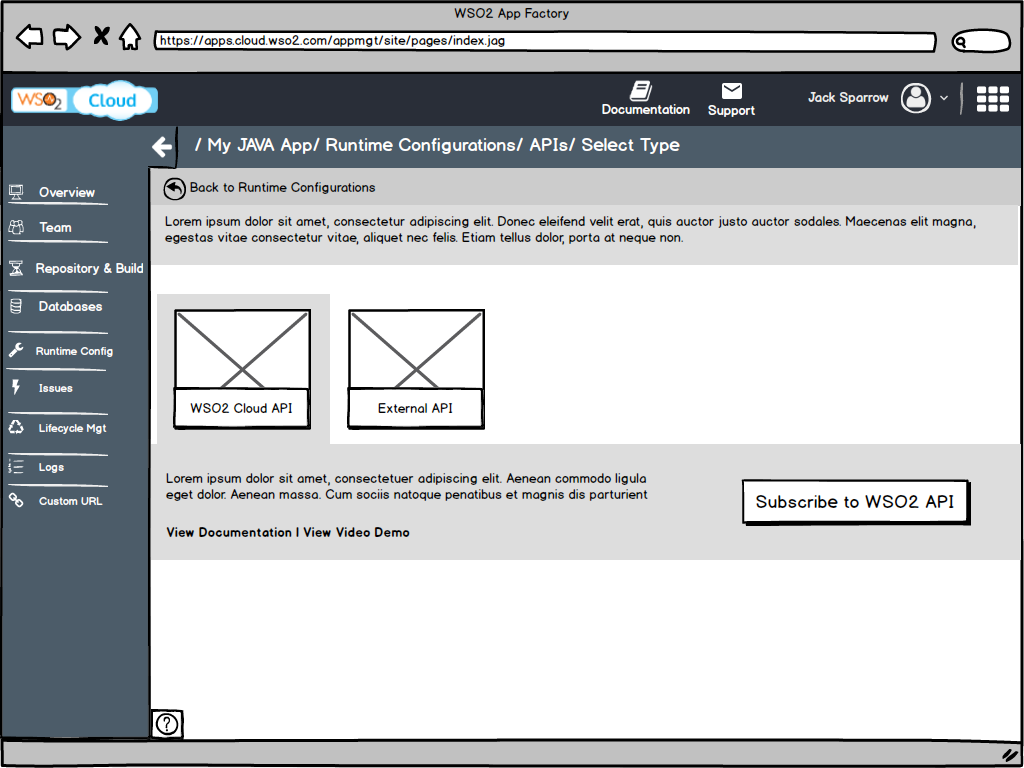 WSO2 App Factory
https://apps.cloud.wso2.com/appmgt/site/pages/index.jag
WSO2 Cloud
Documentation
Support
Jack Sparrow
/ My JAVA App/ Runtime Configurations/ APIs/ Select Type
Back to Runtime Configurations
Lorem ipsum dolor sit amet, consectetur adipiscing elit. Donec eleifend velit erat, quis auctor justo auctor sodales. Maecenas elit magna,
egestas vitae consectetur vitae, aliquet nec felis. Etiam tellus dolor, porta at neque non.
Overview
Team
Repository & Build
Databases
Runtime Config
Issues
Lifecycle Mgt
Logs
Custom URL
WSO2 Cloud API
External API
Lorem ipsum dolor sit amet, consectetuer adipiscing elit. Aenean commodo ligula
eget dolor. Aenean massa. Cum sociis natoque penatibus et magnis dis parturient
View Documentation | View Video Demo
Subscribe to WSO2 API
?